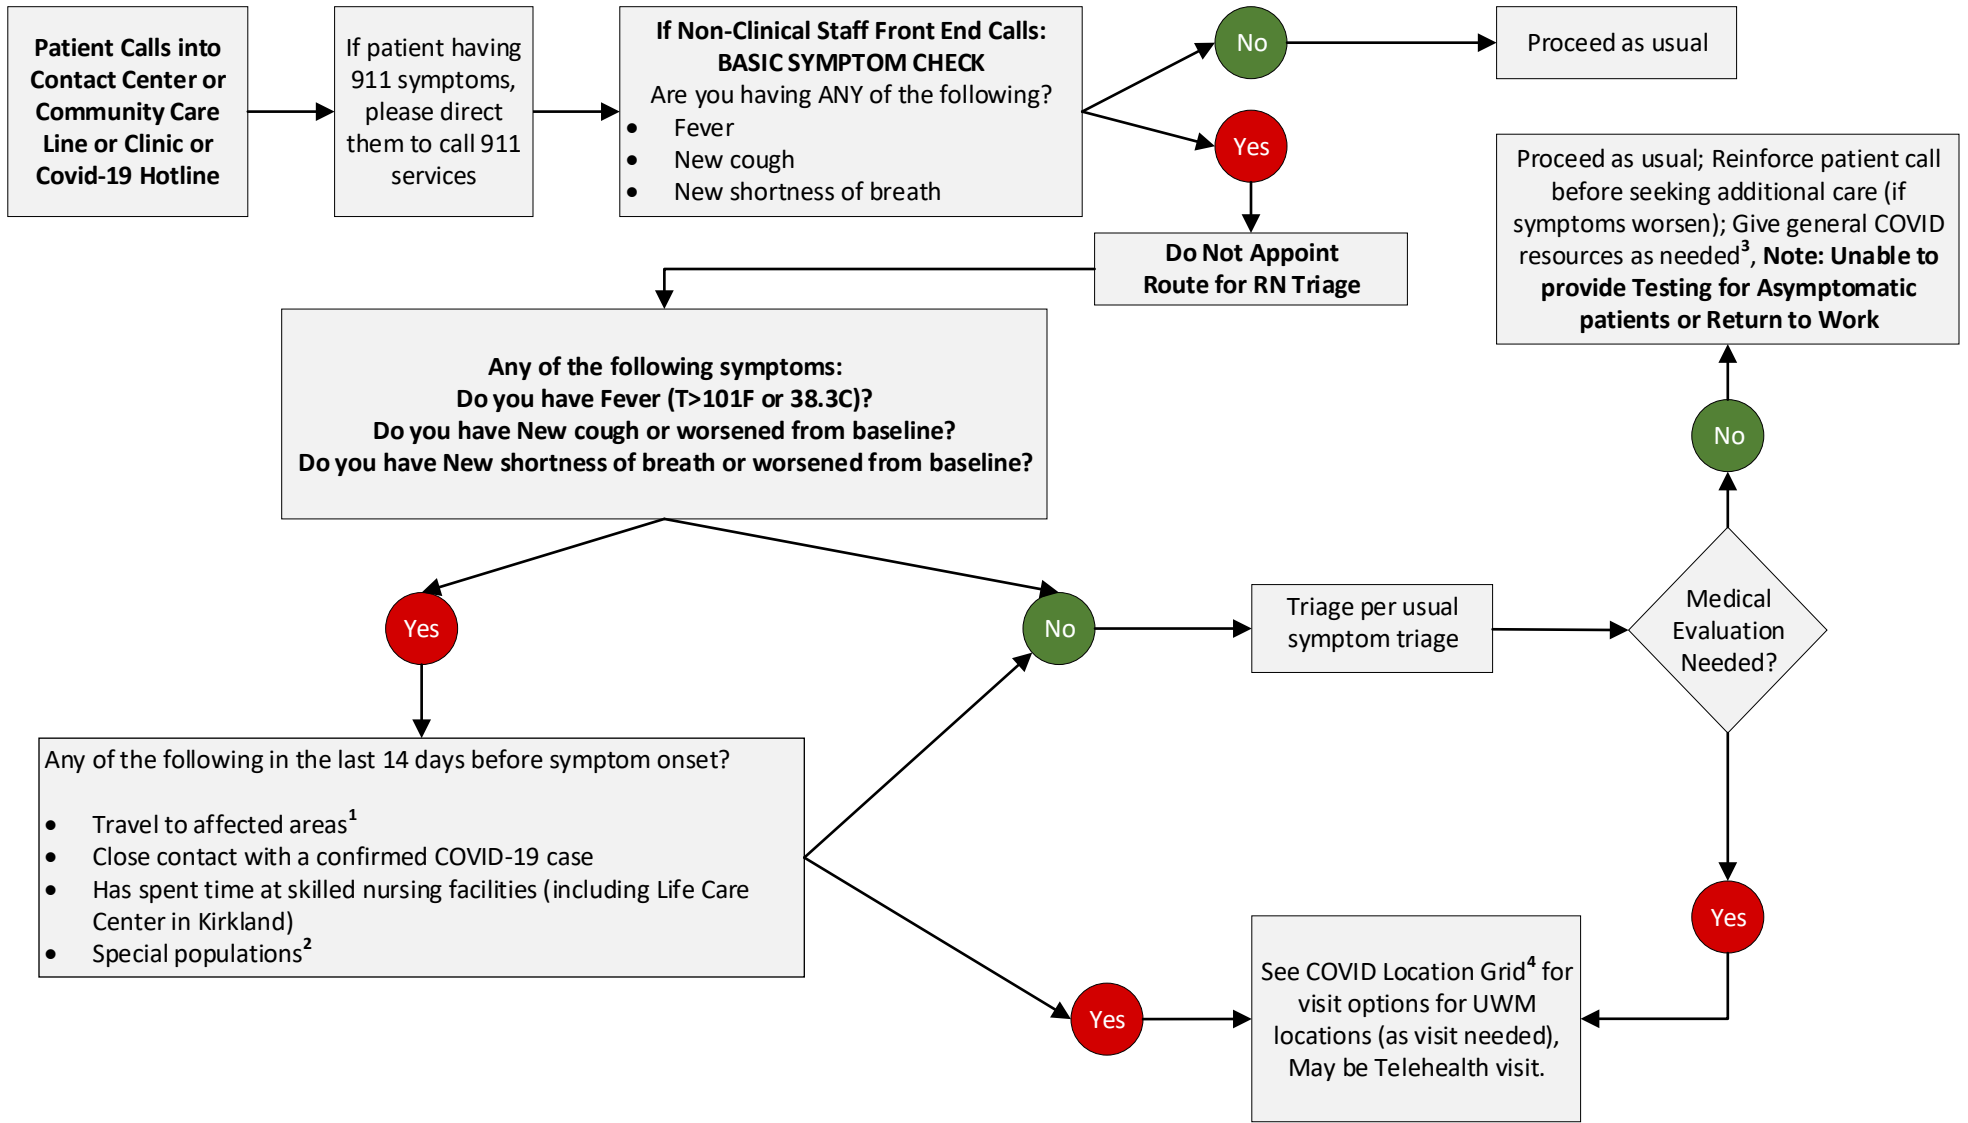 Patient Calls into
Contact Center or
Community Care
Line or Clinic or
Covid-19 Hotline
If patient having
911 symptoms,
please direct
them to call 911
services
If Non-Clinical Staff Front End Calls:
BASIC SYMPTOM CHECK
Are you having ANY of the following?
• Fever
• New cough
• New shortness of breath
No
Proceed as usual
Yes
Do Not Appoint
Route for RN Triage
Proceed as usual; Reinforce patient call
before seeking additional care (if
symptoms worsen); Give general COVID
resources as needed³, Note: Unable to
provide Testing for Asymptomatic
patients or Return to Work
Any of the following symptoms:
Do you have Fever (T>101F or 38.3C)?
Do you have New cough or worsened from baseline?
Do you have New shortness of breath or worsened from baseline?
No
Yes
No
Triage per usual
symptom triage
Medical
Evaluation
Needed?
Any of the following in the last 14 days before symptom onset?
• Travel to affected areas¹
• Close contact with a confirmed COVID-19 case
• Has spent time at skilled nursing facilities (including Life Care
Center in Kirkland)
• Special populations²
Yes
Yes
See COVID Location Grid⁴ for
visit options for UWM
locations (as visit needed),
May be Telehealth visit.